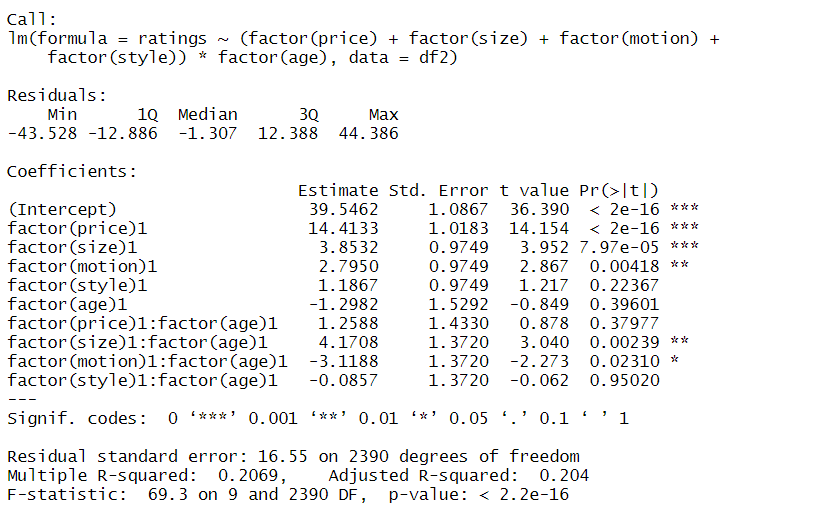 Call:
lm(formula = ratings ~ (factor(price) + factor(size) + factor(motion) +
    factor(style)) * factor(age), data = df2)

Residuals:
    Min      1Q  Median      3Q     Max
-43.528 -12.886  -1.307  12.388  44.386

Coefficients:
                             Estimate Std. Error t value Pr(>|t|)
(Intercept)                   39.5462     1.0867  36.390  < 2e-16 ***
factor(price)1                14.4133     1.0183  14.154  < 2e-16 ***
factor(size)1                  3.8532     0.9749   3.952 7.97e-05 ***
factor(motion)1                2.7950     0.9749   2.867  0.00418 **
factor(style)1                 1.1867     0.9749   1.217  0.22367
factor(age)1                  -1.2982     1.5292  -0.849  0.39601
factor(price)1:factor(age)1    1.2588     1.4330   0.878  0.37977
factor(size)1:factor(age)1     4.1708     1.3720   3.040  0.00239 **
factor(motion)1:factor(age)1  -3.1188     1.3720  -2.273  0.02310 *
factor(style)1:factor(age)1   -0.0857     1.3720  -0.062  0.95020
---
Signif. codes:  0 ‘***’ 0.001 ‘**’ 0.01 ‘*’ 0.05 ‘.’ 0.1 ‘ ’ 1

Residual standard error: 16.55 on 2390 degrees of freedom
Multiple R-squared:  0.2069,	Adjusted R-squared:  0.204
F-statistic:  69.3 on 9 and 2390 DF,  p-value: < 2.2e-16